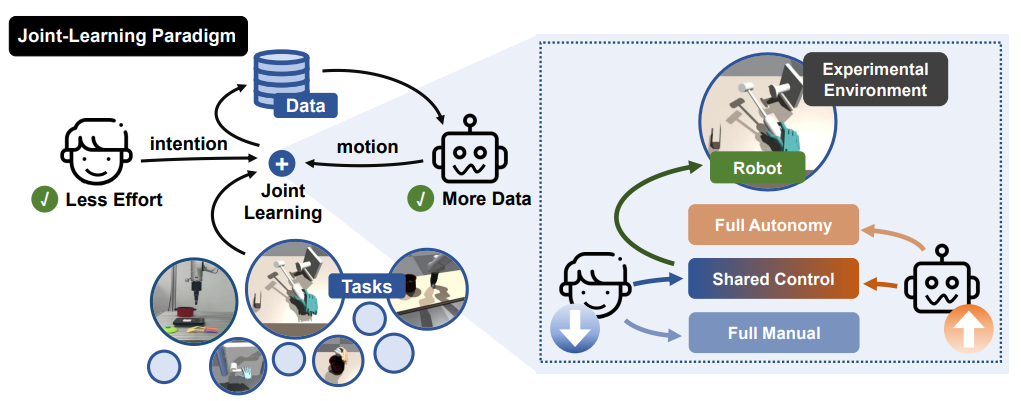 Joint-Learning Paradigm
Data
intention
motion
Joint
Learning
√ Less Effort
√ More Data
Tasks
Experimental
Environment
Robot
Full Autonomy
Shared Control
Full Manual